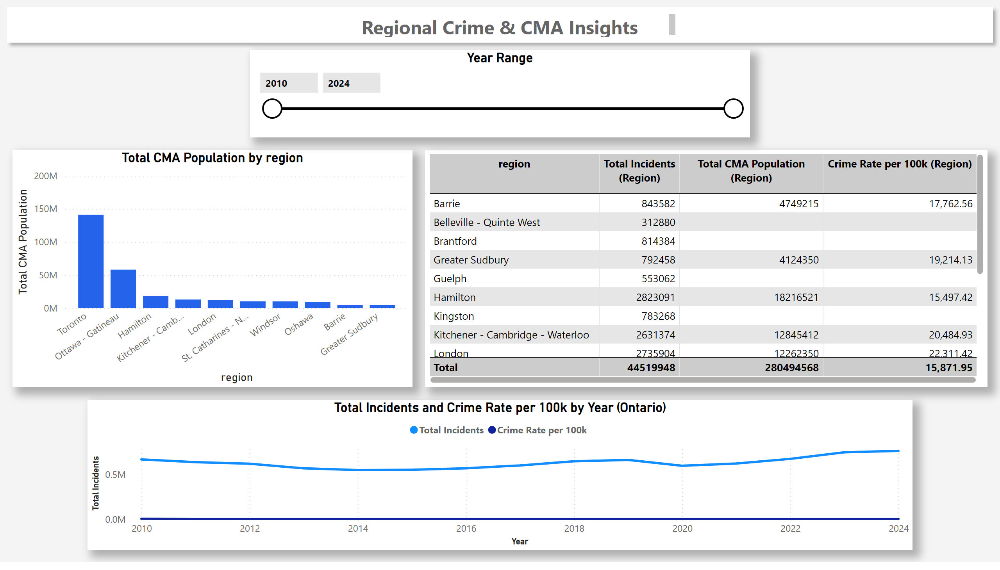 Regional Crime & CMA Insights
Year Range
2010 2024
Total CMA Population by region
Total CMA Population
200M
150M
100M
50M
0M
Toronto
Ottawa - Gatineau
Hamilton
Kitchener - Camb...
London
St. Catharines - N...
Windsor
Oshawa
Barrie
Greater Sudbury
region
region Total Incidents (Region) Total CMA Population (Region) Crime Rate per 100k (Region)
Barrie 843582 4749215 17,762.56
Belleville - Quinte West 312880
Brantford 814384
Greater Sudbury 792458 4124350 19,214.13
Guelph 553062
Hamilton 2823091 18216521 15,497.42
Kingston 783268
Kitchener - Cambridge - Waterloo 2631374 12845412 20,484.93
London 2735904 12262350 22,311.42
Total 44519948 280494568 15,871.95
Total Incidents and Crime Rate per 100k by Year (Ontario)
Total Incidents Crime Rate per 100k
Total Incidents
0.5M
0.0M
2010 2012 2014 2016 2018 2020 2022 2024
Year